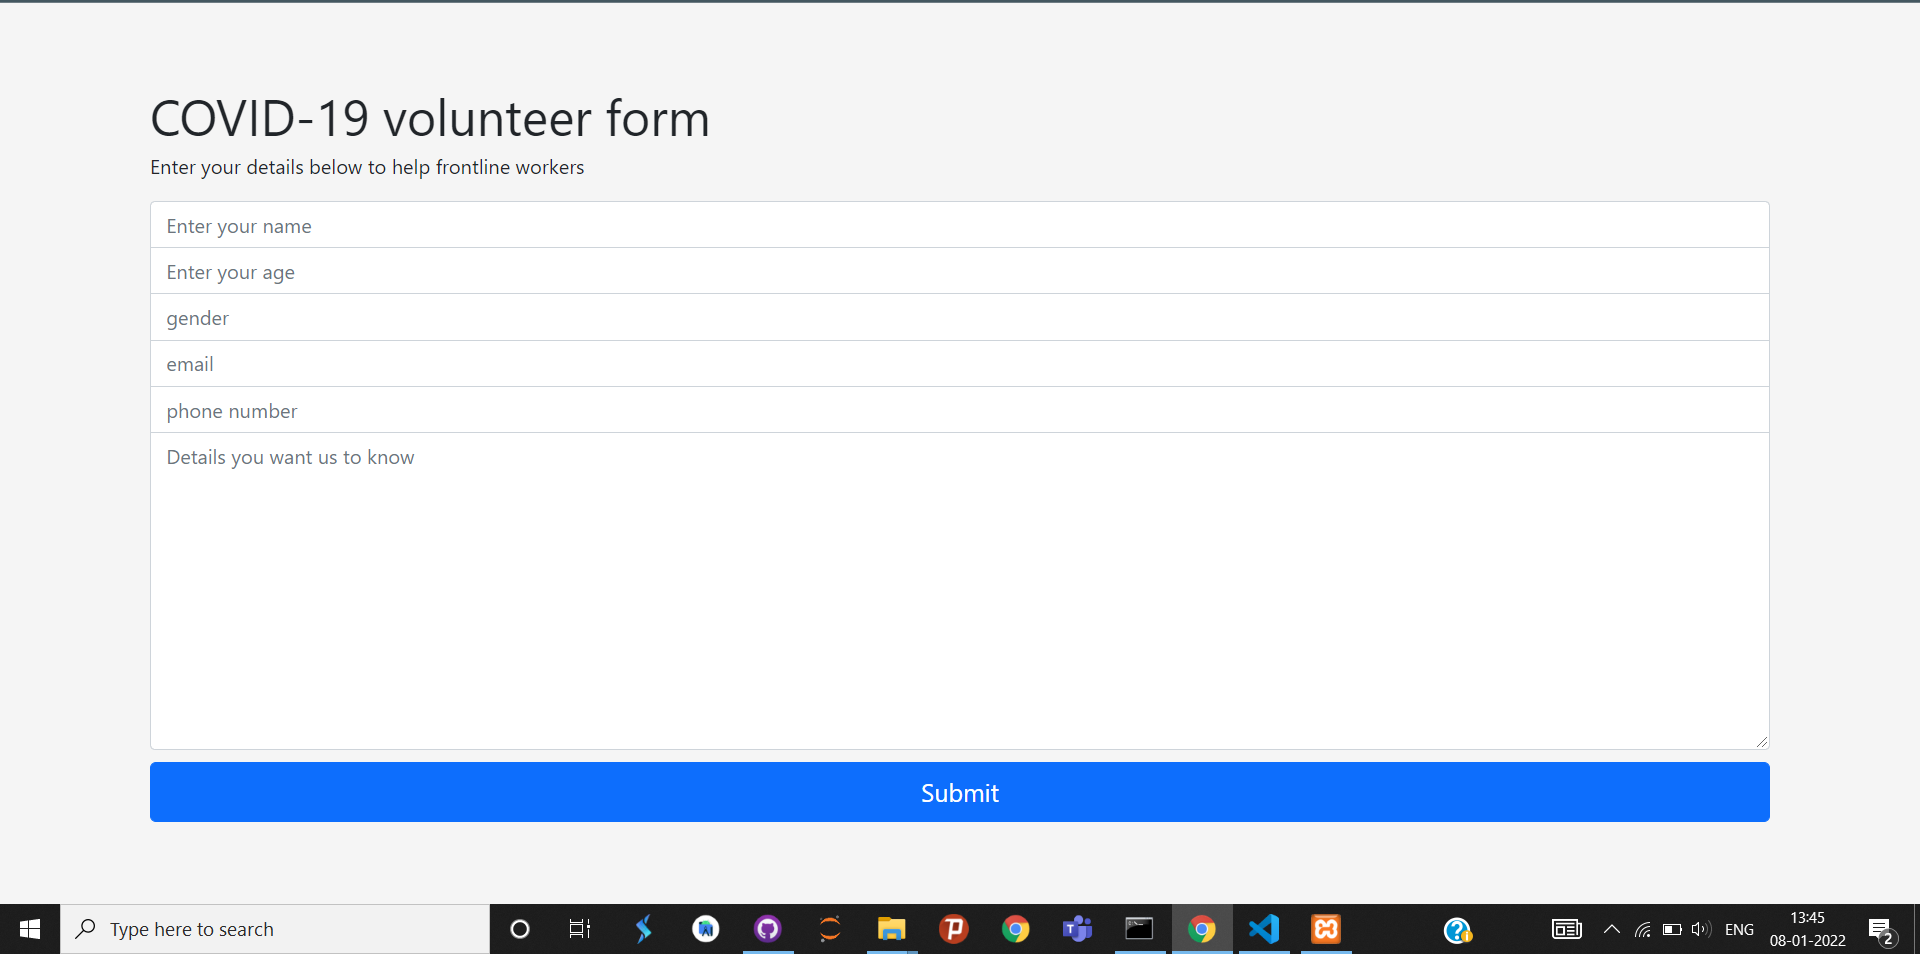 COVID-19 volunteer form
Enter your details below to help frontline workers
Enter your name
Enter your age
gender
email
phone number
Details you want us to know
Submit
Type here to search
ENG
13:45
08-01-2022
2